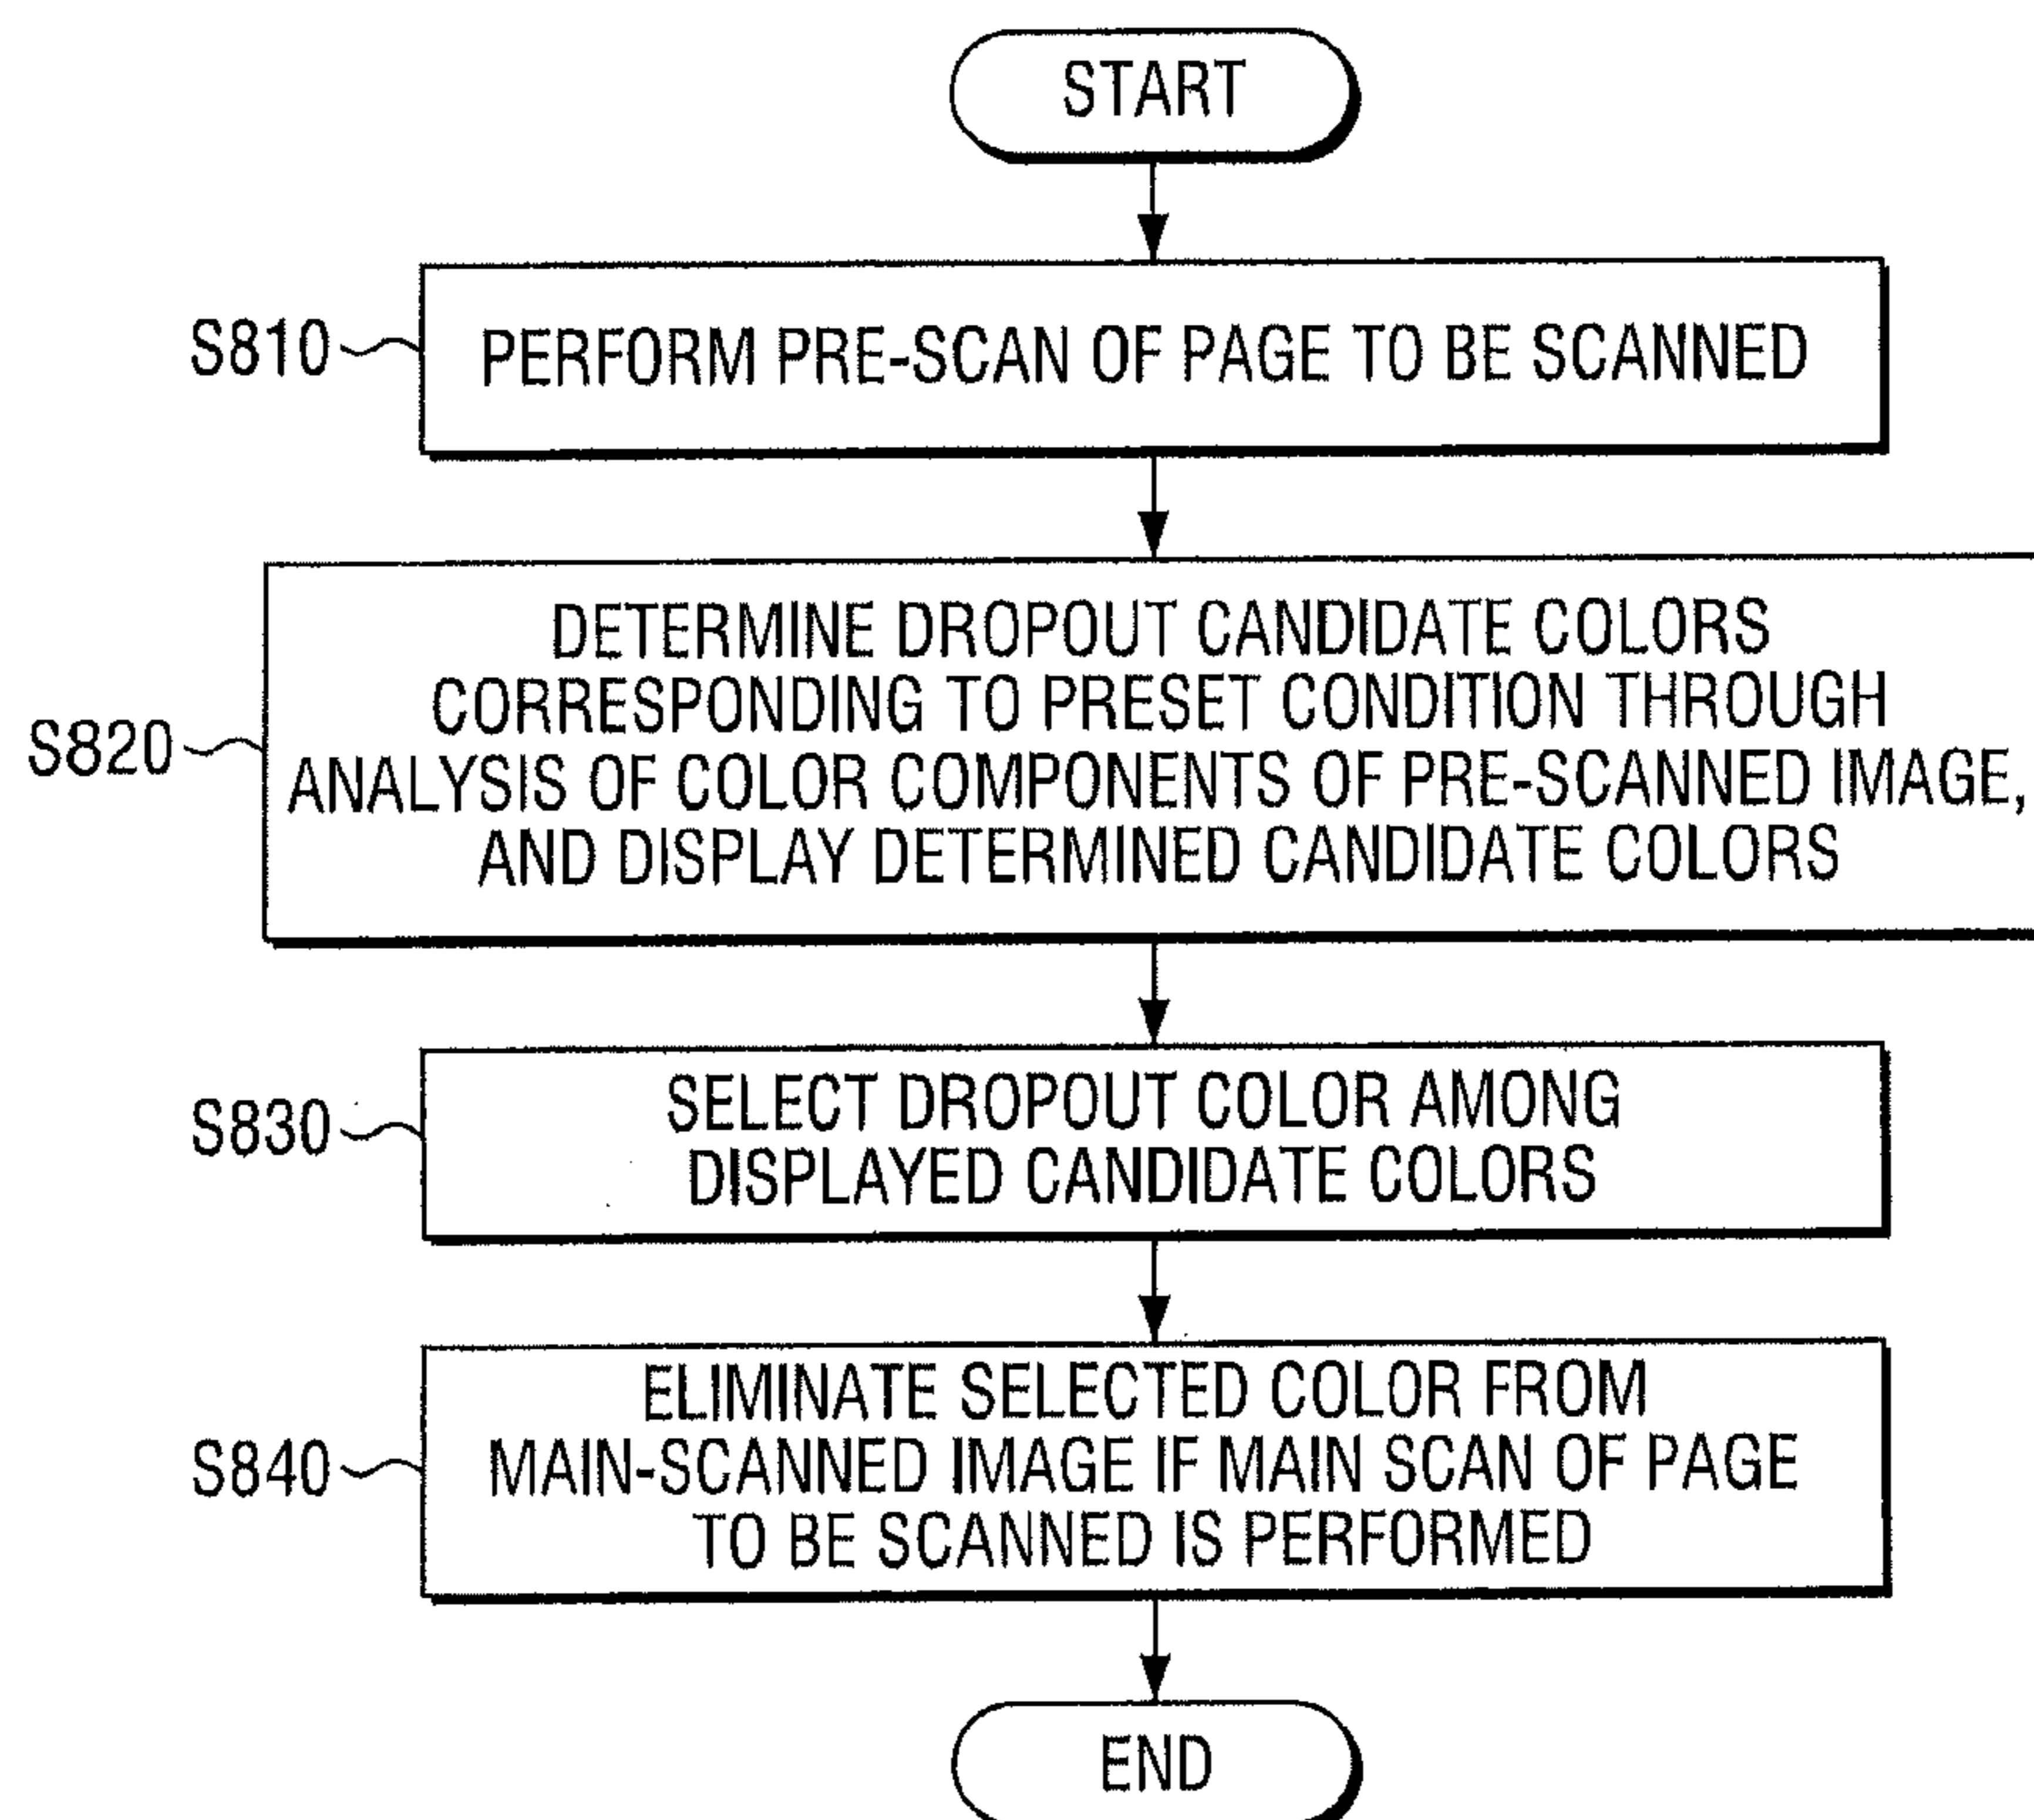 START
S810
PERFORM PRE-SCAN OF PAGE TO BE SCANNED
S820
DETERMINE DROPOUT CANDIDATE COLORS
CORRESPONDING TO PRESET CONDITION THROUGH
ANALYSIS OF COLOR COMPONENTS OF PRE-SCANNED IMAGE,
AND DISPLAY DETERMINED CANDIDATE COLORS
S830
SELECT DROPOUT COLOR AMONG
DISPLAYED CANDIDATE COLORS
S840
ELIMINATE SELECTED COLOR FROM
MAIN-SCANNED IMAGE IF MAIN SCAN OF PAGE
TO BE SCANNED IS PERFORMED
END